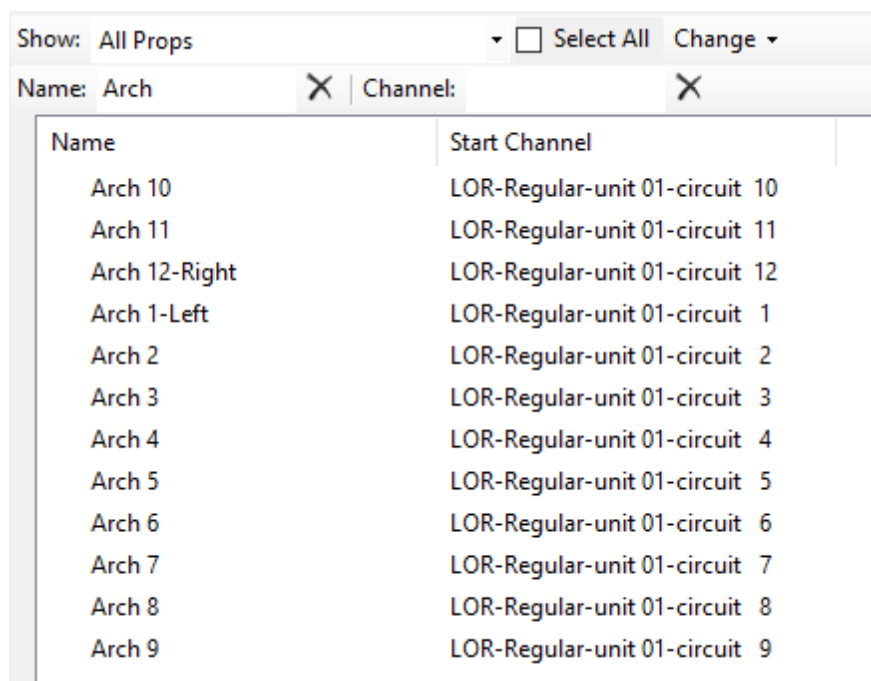 Show: All Props Select All Change
Name: Arch Channel:
Name Start Channel
Arch 10 LOR-Regular-unit 01-circuit 10
Arch 11 LOR-Regular-unit 01-circuit 11
Arch 12-Right LOR-Regular-unit 01-circuit 12
Arch 1-Left LOR-Regular-unit 01-circuit 1
Arch 2 LOR-Regular-unit 01-circuit 2
Arch 3 LOR-Regular-unit 01-circuit 3
Arch 4 LOR-Regular-unit 01-circuit 4
Arch 5 LOR-Regular-unit 01-circuit 5
Arch 6 LOR-Regular-unit 01-circuit 6
Arch 7 LOR-Regular-unit 01-circuit 7
Arch 8 LOR-Regular-unit 01-circuit 8
Arch 9 LOR-Regular-unit 01-circuit 9